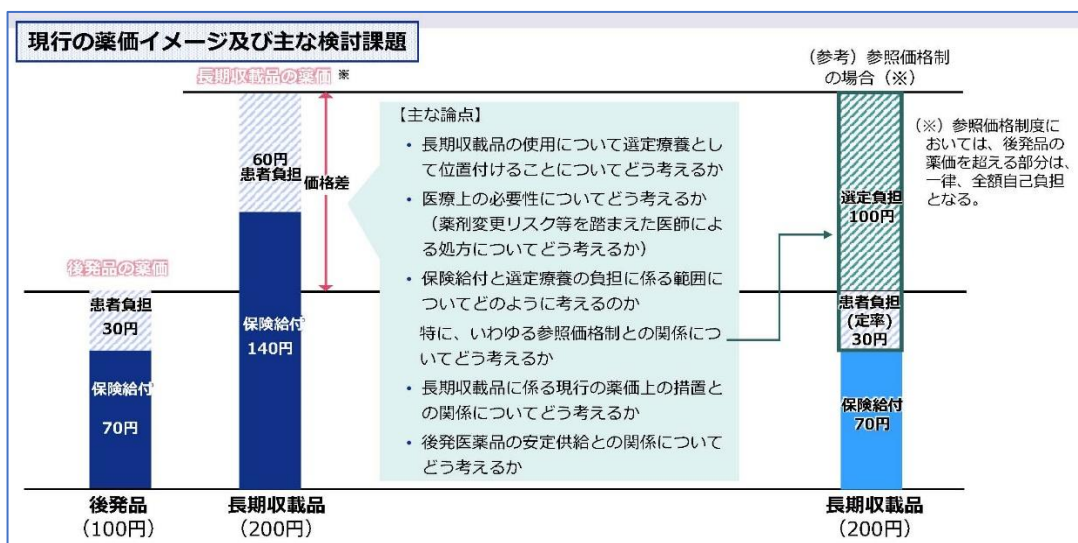 現行の薬価イメージ及び主な検討課題
長期収載品の薬価 ※
60円
患者負担
価格差
保険給付
140円
後発品の薬価
患者負担
30円
保険給付
70円
後発品
(100円)
長期収載品
(200円)
【主な論点】
・ 長期収載品の使用について選定療養とし
て位置付けることについてどう考えるか
・ 医療上の必要性についてどう考えるか
(薬剤変更リスク等を踏まえた医師によ
る処方についてどう考えるか)
・ 保険給付と選定療養の負担に係る範囲に
ついてどのように考えるのか
特に、いわゆる参照価格制との関係につ
いてどう考えるか
・ 長期収載品に係る現行の薬価上の措置と
の関係についてどう考えるか
・ 後発医薬品の安定供給との関係について
どう考えるか
(参考)参照価格制
の場合(※)
選定負担
100円
患者負担
(定率)
30円
保険給付
70円
長期収載品
(200円)
(※)参照価格制度に
おいては、後発品の
薬価を超える部分は、
一律、全額自己負担
となる。